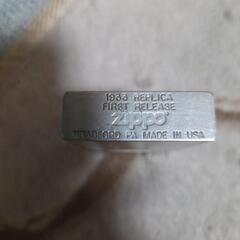 1933 REPLICA
FIRST RELEASE
Zippo
BRADFORD PA MADE IN USA